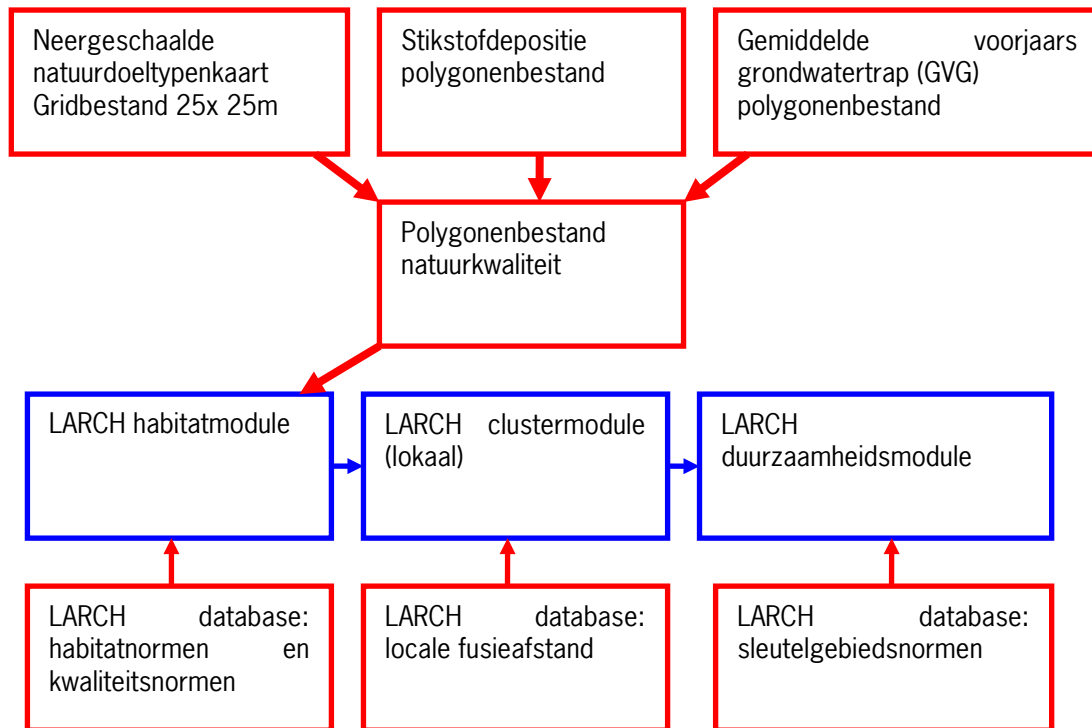 Neergeschaalde
natuurdoeltypenkaart
Gridbestand 25x 25m
Stikstofdepositie
polygonenbestand
Gemiddelde voorjaars
grondwatertrap (GVG)
polygonenbestand
Polygonenbestand
natuurkwaliteit
LARCH habitatmodule
LARCH clustermodule
(lokaal)
LARCH
duurzaamheidsmodule
LARCH database:
habitatnormen en
kwaliteitsnormen
LARCH database:
locale fusieafstand
LARCH database:
sleutelgebiedsnormen